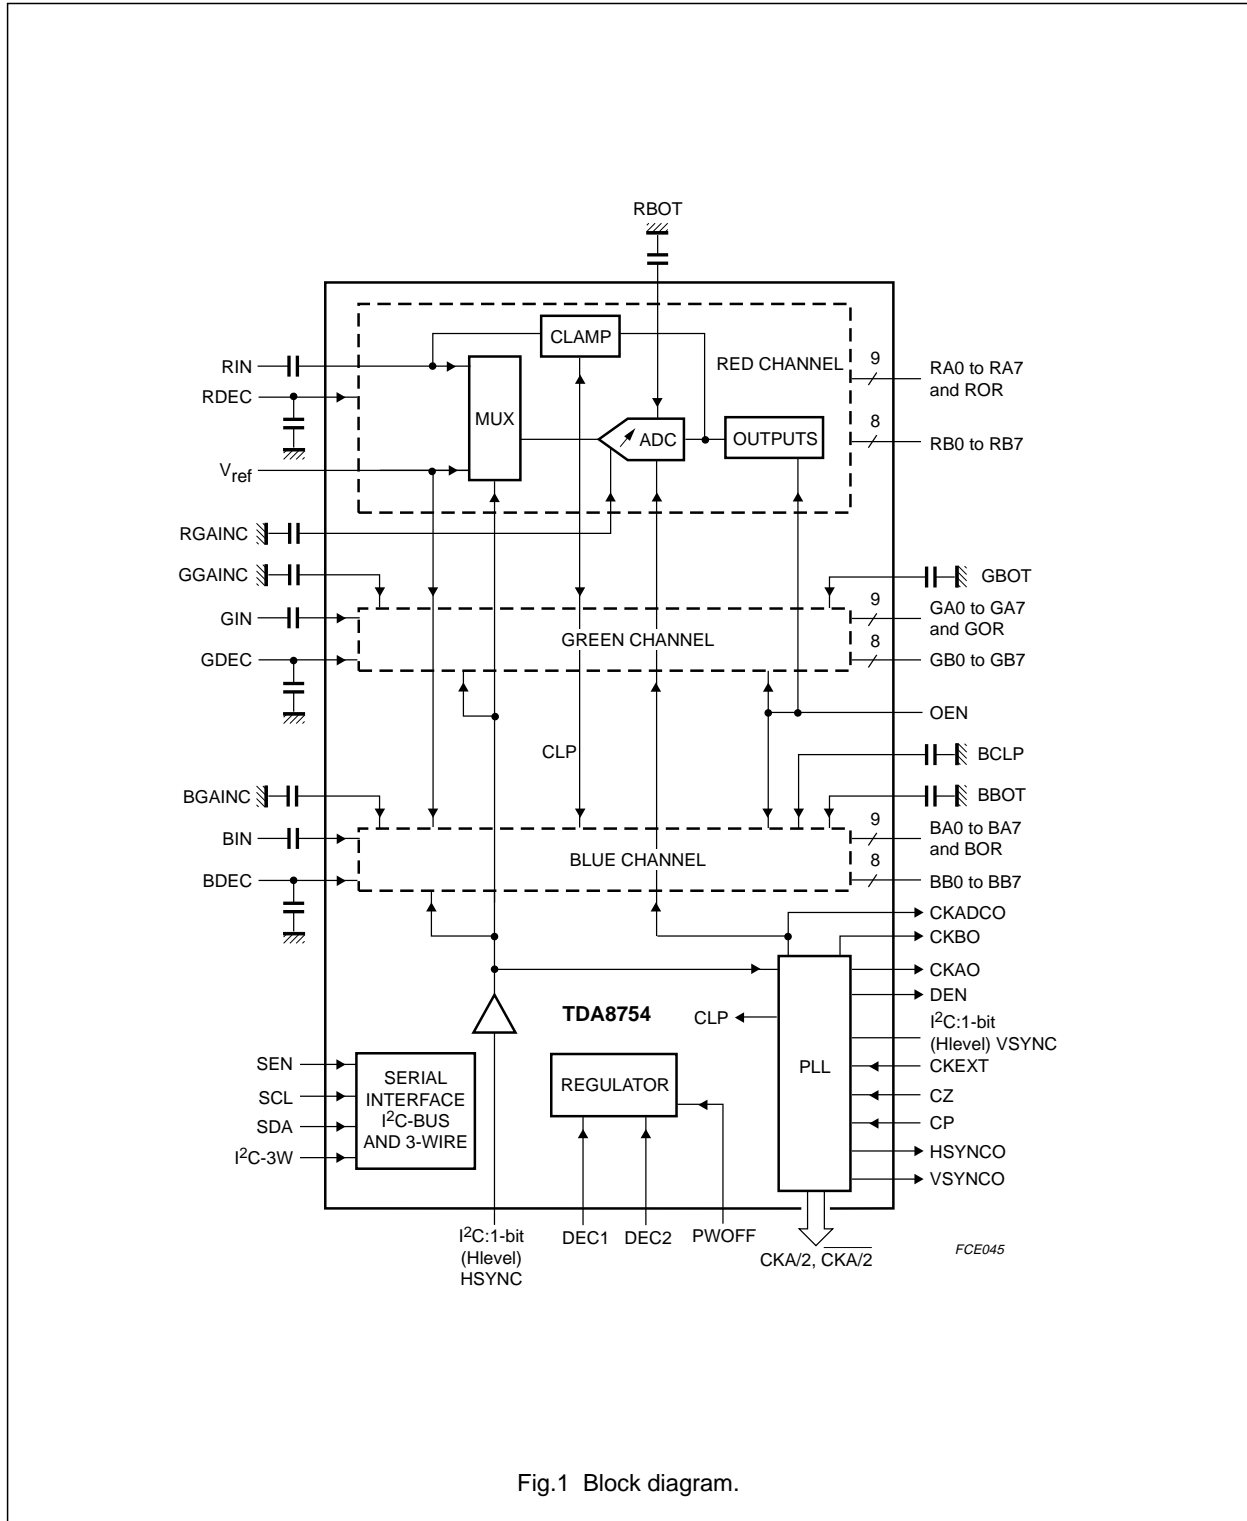 RBOT
CLAMP
RED CHANNEL
RIN
RDEC
MUX
ADC
OUTPUTS
9
RA0 to RA7
and ROR
8
RB0 to RB7
Vref
RGAINC
GGAINC
GIN
GDEC
GREEN CHANNEL
GBOT
9
GA0 to GA7
and GOR
8
GB0 to GB7
OEN
CLP
BCLP
BGAINC
BBOT
BIN
BDEC
BLUE CHANNEL
9
BA0 to BA7
and BOR
8
BB0 to BB7
CKADCO
CKBO
CKAO
DEN
I²C:1-bit
(Hlevel) VSYNC
CKEXT
CZ
CP
HSYNCO
VSYNCO
TDA8754
CLP
PLL
SEN
SCL
SDA
I²C-3W
SERIAL
INTERFACE
I²C-BUS
AND 3-WIRE
REGULATOR
I²C:1-bit
(Hlevel)
HSYNC
DEC1
DEC2
PWOFF
CKA/2, C̅K̅A̅/̅2̅
FCE045
Fig.1 Block diagram.